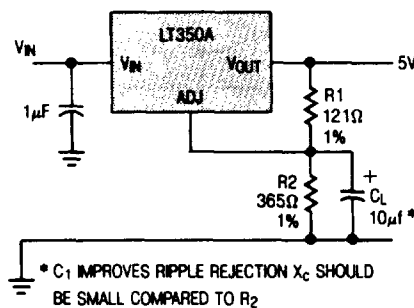 LT350A
VIN
VIN
VOUT
5V
ADJ
1µF
R1
121Ω
1%
R2
365Ω
1%
+
CL
10µf*
* C1 IMPROVES RIPPLE REJECTION XC SHOULD
BE SMALL COMPARED TO R2